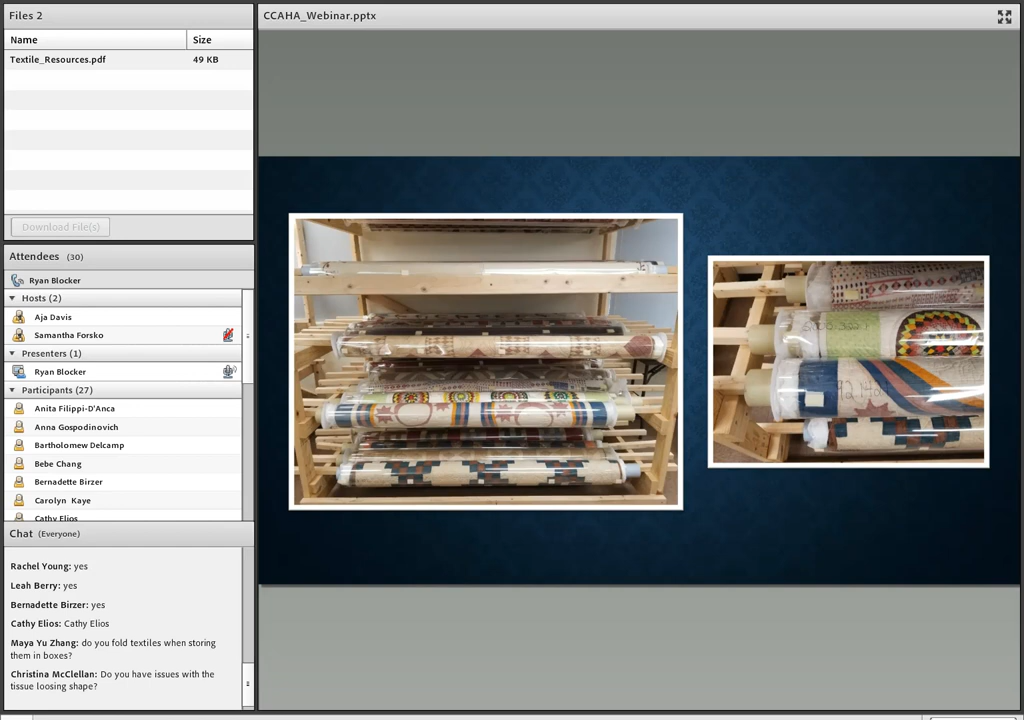 Files 2
Name Size
Textile_Resources.pdf 49 KB
Download File(s)
Attendees (30)
Ryan Blocker
Hosts (2)
Aja Davis
Samantha Forsko
Presenters (1)
Ryan Blocker
Participants (27)
Anita Filippi-D'Anca
Anna Gospodinovich
Bartholomew Delcamp
Bebe Chang
Bernadette Birzer
Carolyn Kaye
Cathy Elios
Chat (Everyone)
Rachel Young: yes
Leah Berry: yes
Bernadette Birzer: yes
Cathy Elios: Cathy Elios
Maya Yu Zhang: do you fold textiles when storing
them in boxes?
Christina McClellan: Do you have issues with the
tissue loosing shape?
CCAHA_Webinar.pptx